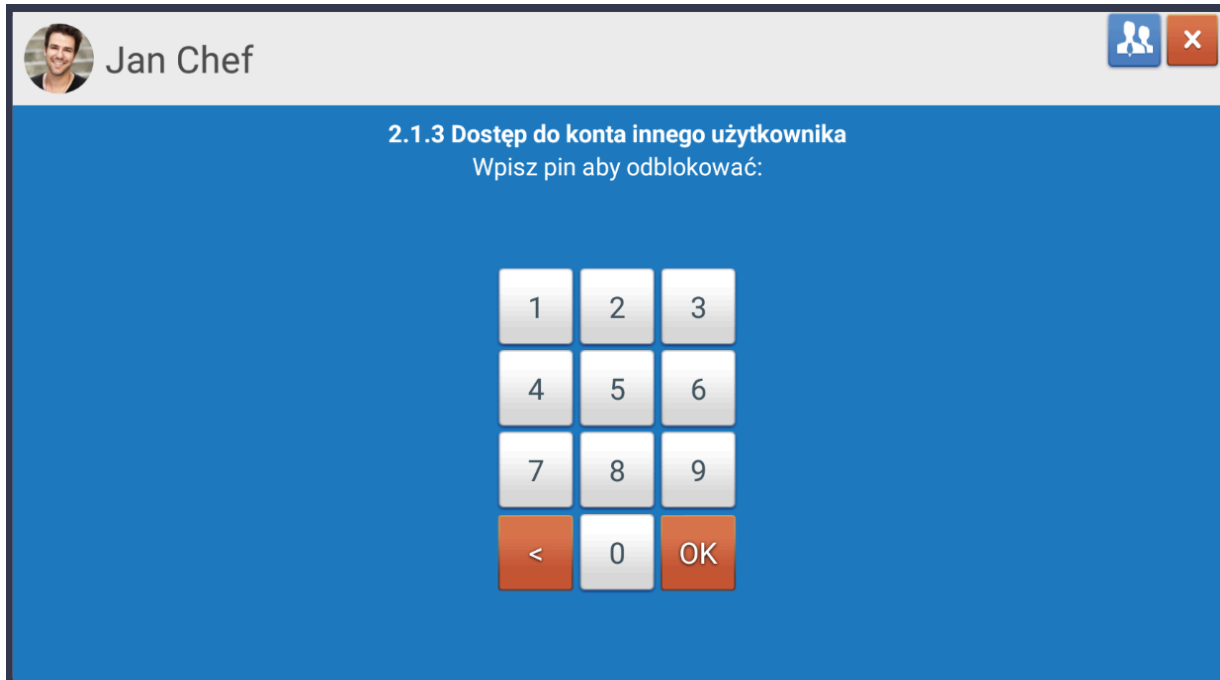 Jan Chef
×
2.1.3 Dostęp do konta innego użytkownika
Wpisz pin aby odblokować:
1 2 3
4 5 6
7 8 9
< 0 OK